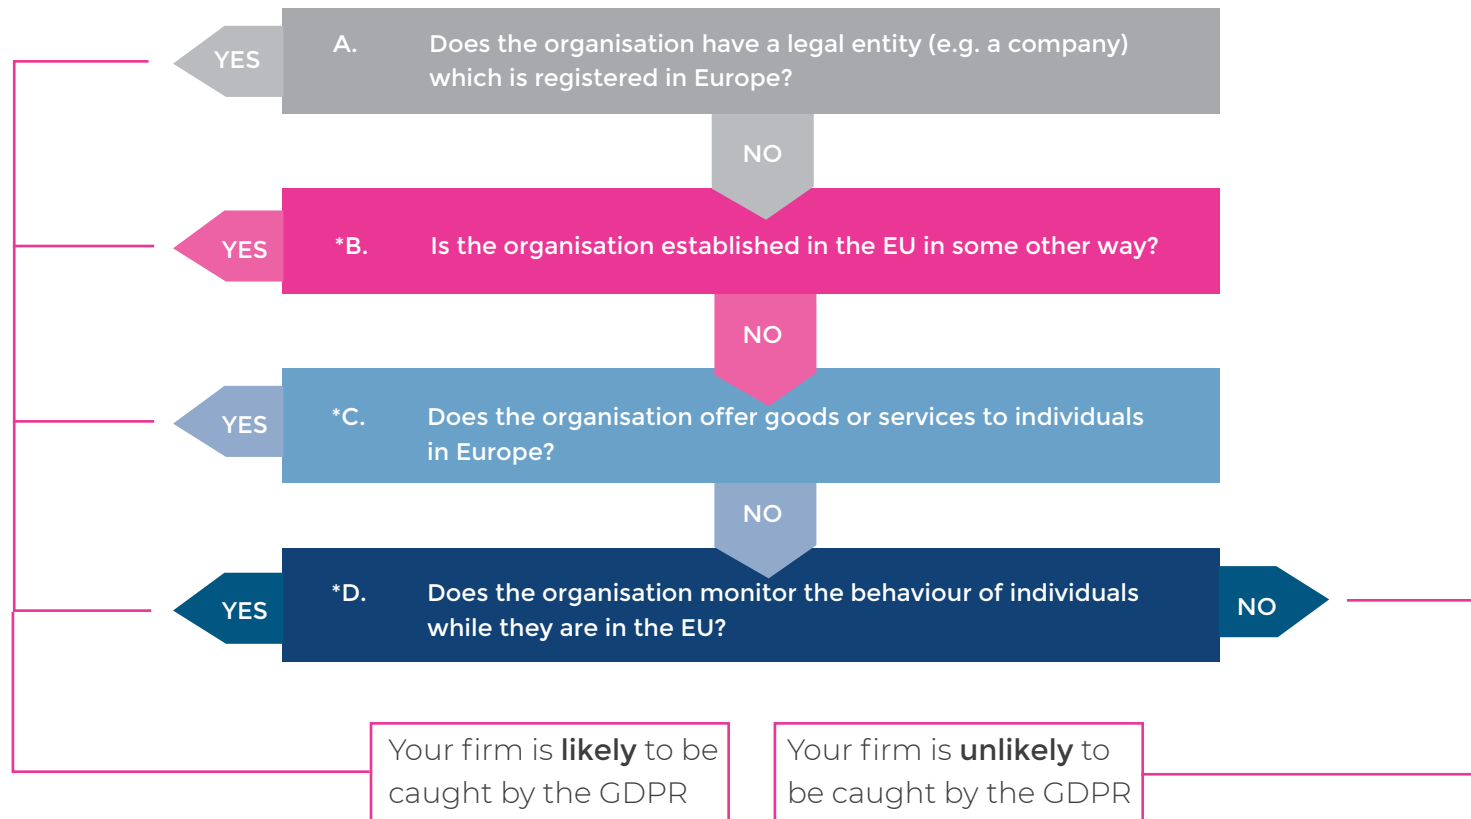 YES
A. Does the organisation have a legal entity (e.g. a company)
which is registered in Europe?
NO
YES
*B. Is the organisation established in the EU in some other way?
NO
YES
*C. Does the organisation offer goods or services to individuals
in Europe?
NO
YES
*D. Does the organisation monitor the behaviour of individuals
while they are in the EU?
NO
Your firm is likely to be
caught by the GDPR
Your firm is unlikely to
be caught by the GDPR